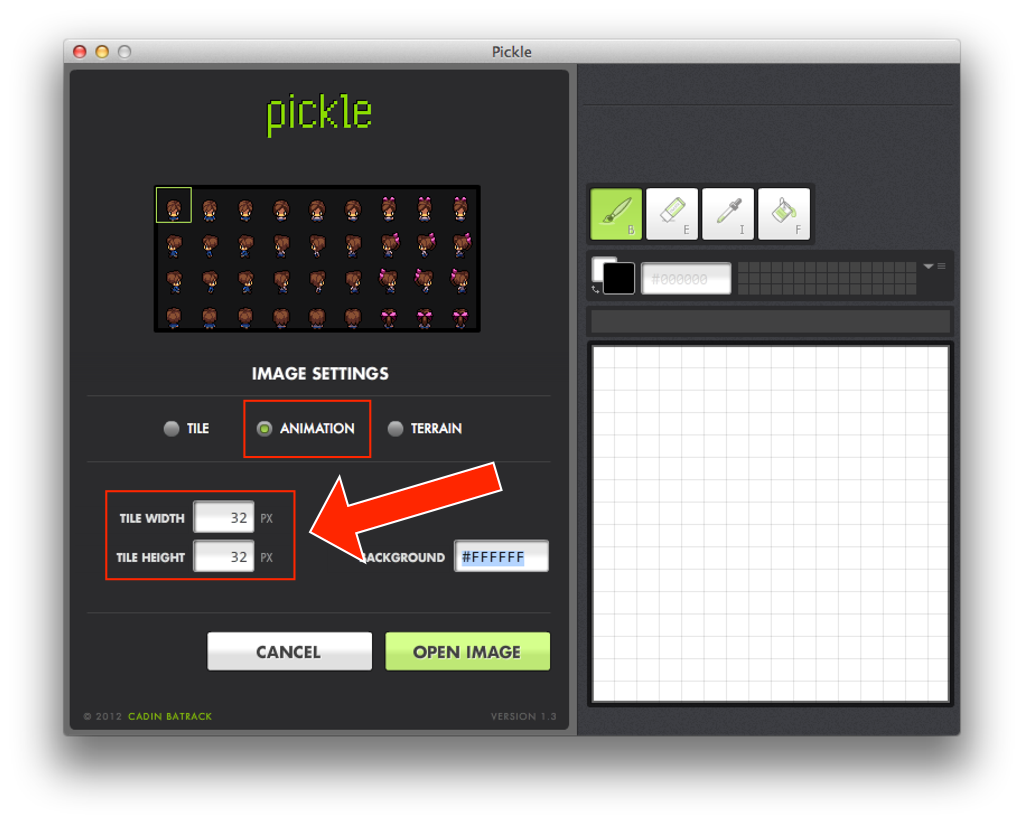 Pickle
pickle
IMAGE SETTINGS
TILE
ANIMATION
TERRAIN
TILE WIDTH 32 PX
TILE HEIGHT 32 PX
BACKGROUND #FFFFFF
CANCEL
OPEN IMAGE
© 2012 CADIN BATRACK
VERSION 1.3
B
E
I
F
#000000